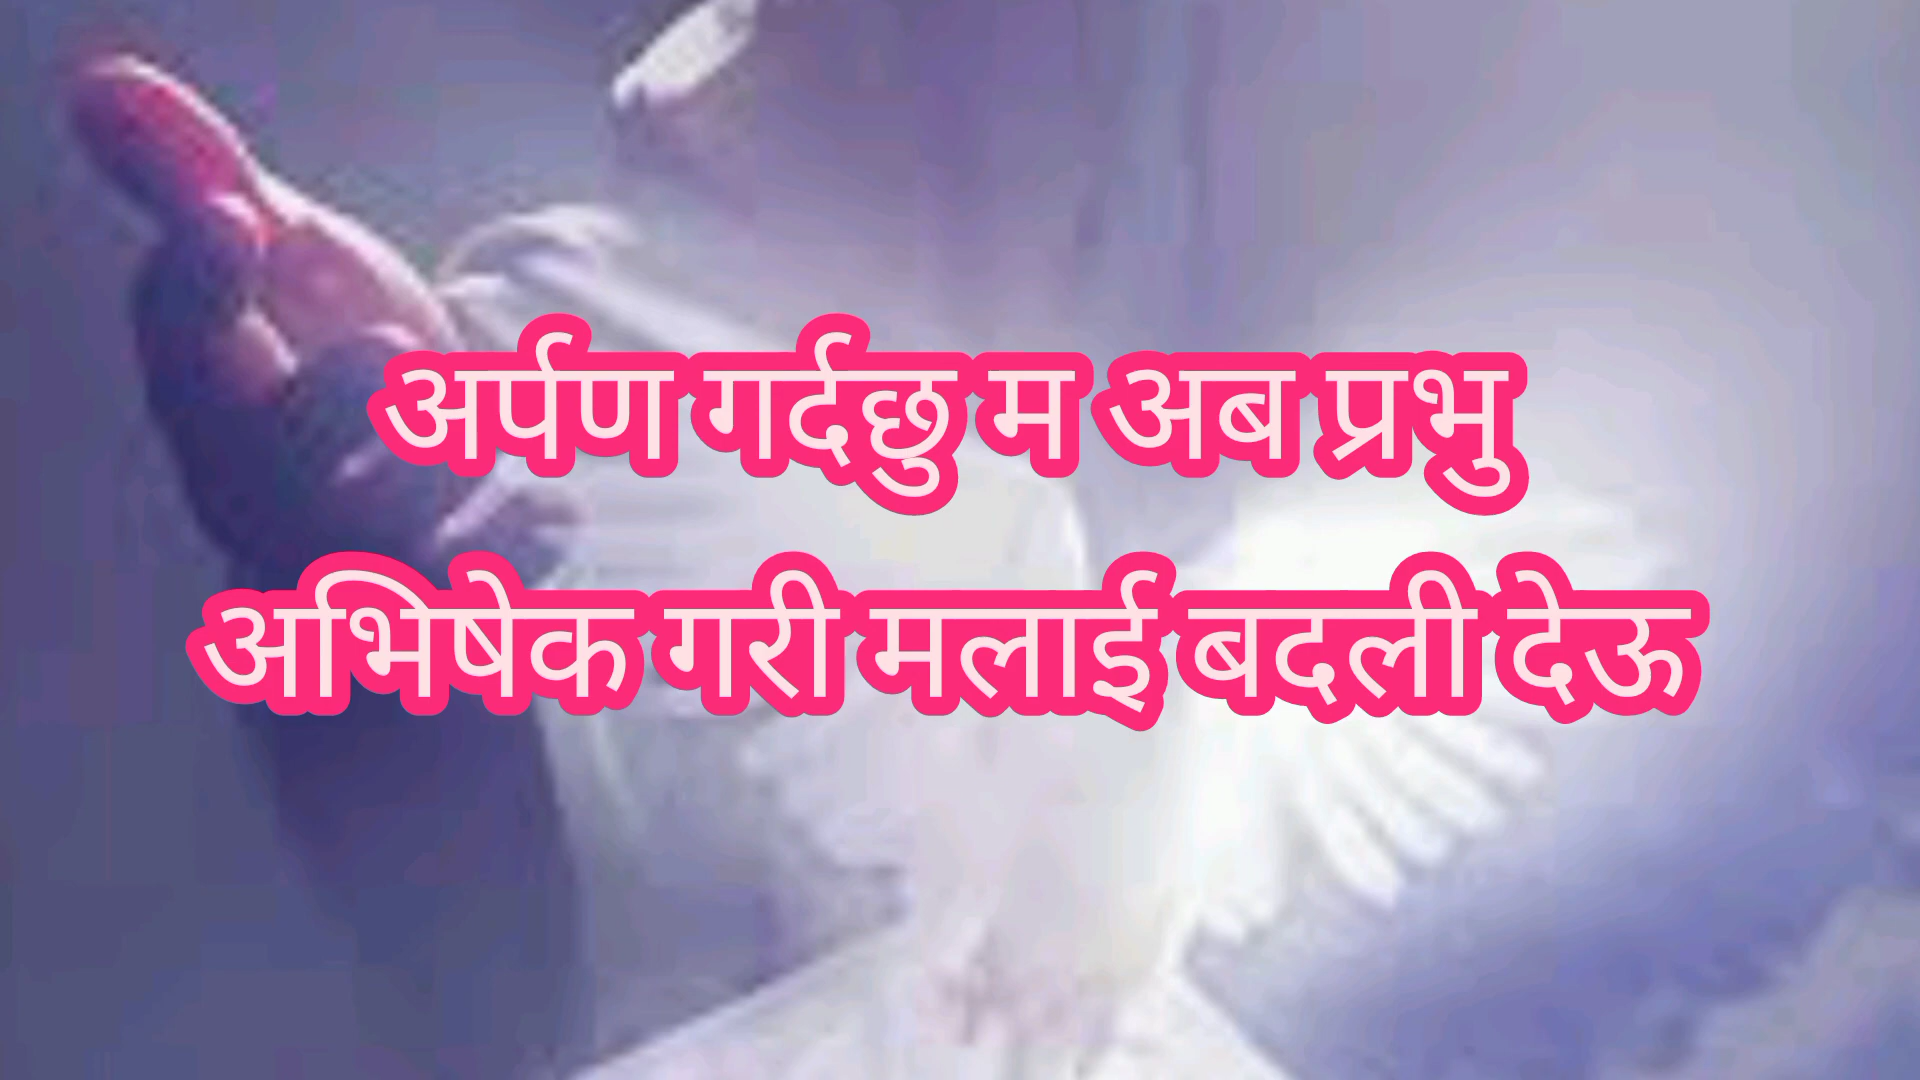 अर्पण गर्दछु म अब प्रभु
अभिषेक गरी मलाई बदली देऊ